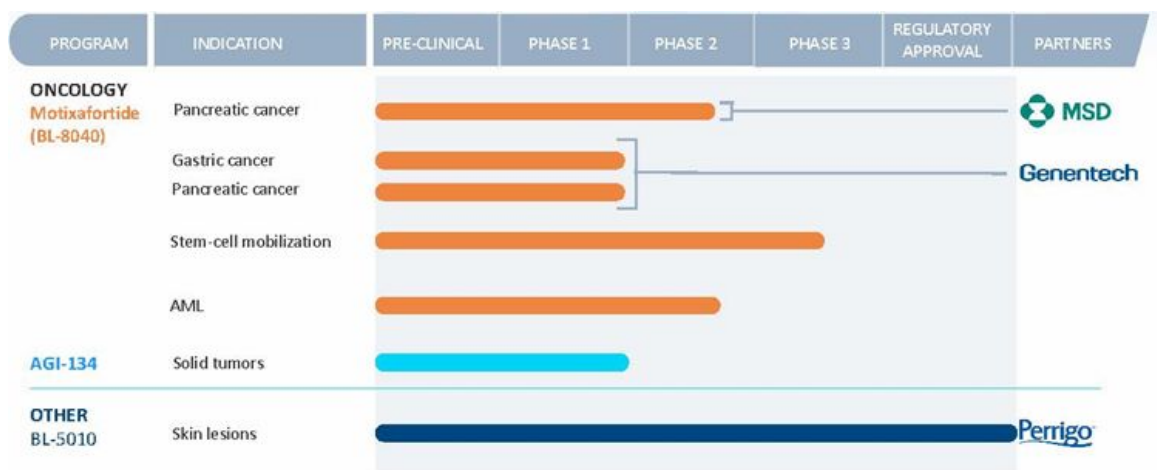 PROGRAM INDICATION PRE-CLINICAL PHASE 1 PHASE 2 PHASE 3 REGULATORY APPROVAL PARTNERS
ONCOLOGY
Motixafortide
(BL-8040)
Pancreatic cancer
MSD
Gastric cancer
Pancreatic cancer
Genentech
Stem-cell mobilization
AML
AGI-134 Solid tumors
OTHER
BL-5010
Skin lesions
Perrigo